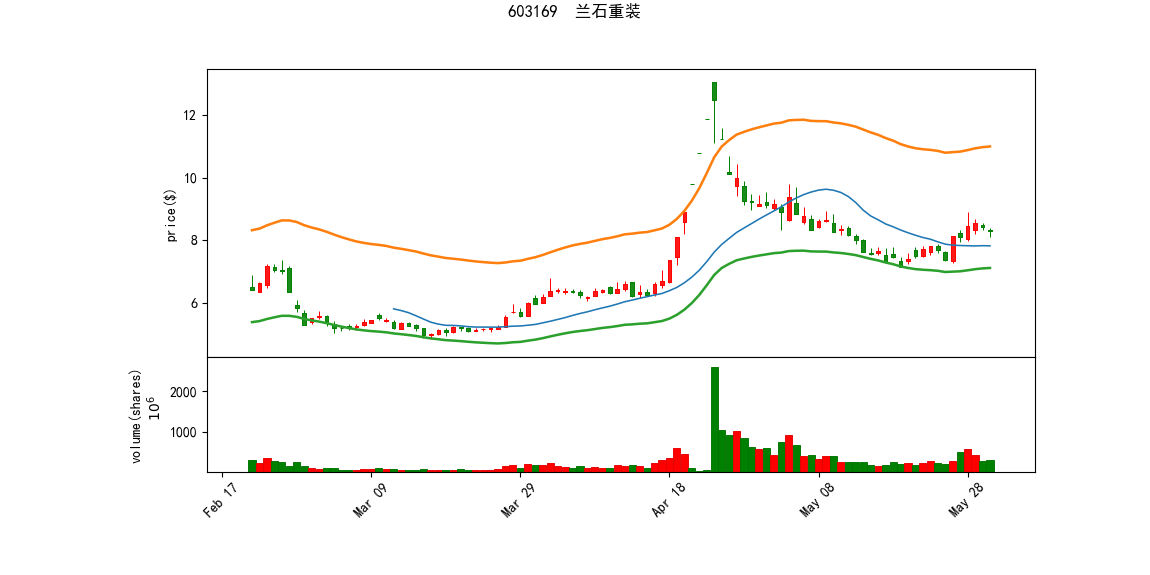 603169 兰石重装
price($)
12
10
8
6
volume(shares)
10^6
2000
1000
Feb 17
Mar 09
Mar 29
Apr 18
May 08
May 28